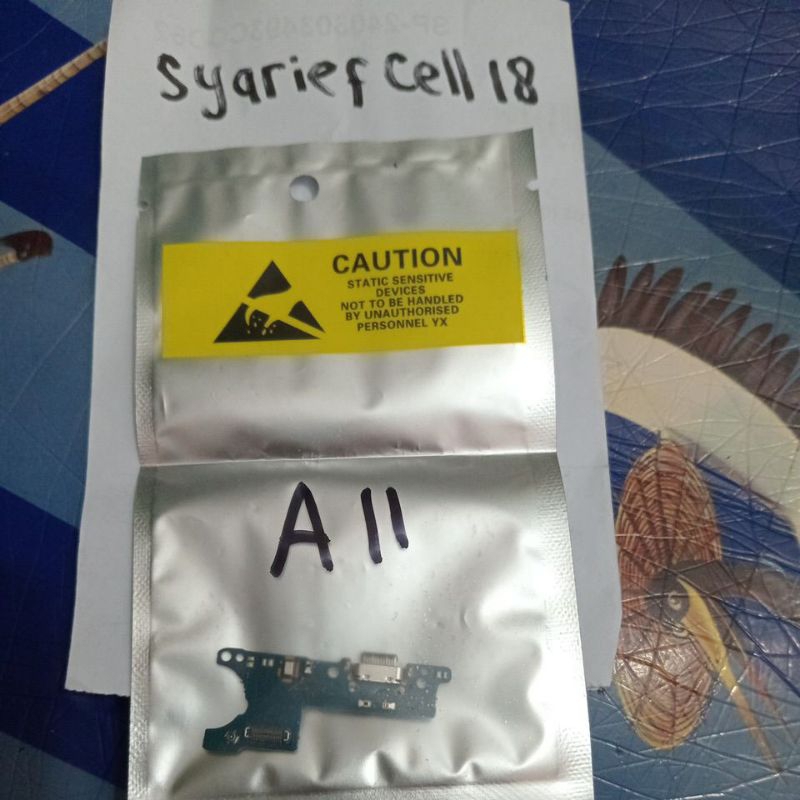 Syarief Cell 18
CAUTION
STATIC SENSITIVE
DEVICES
NOT TO BE HANDLED
BY UNAUTHORISED
PERSONNEL YX
A11